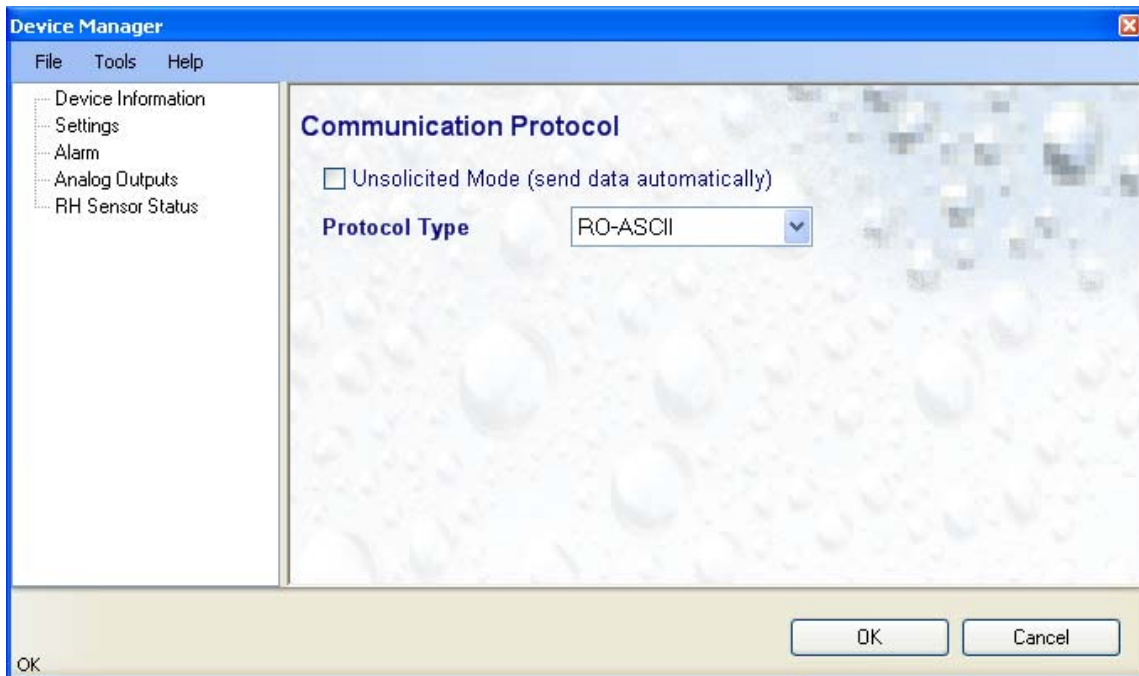 Device Manager
File Tools Help
Device Information
Settings
Alarm
Analog Outputs
RH Sensor Status
Communication Protocol
Unsolicited Mode (send data automatically)
Protocol Type RO-ASCII
OK Cancel
OK